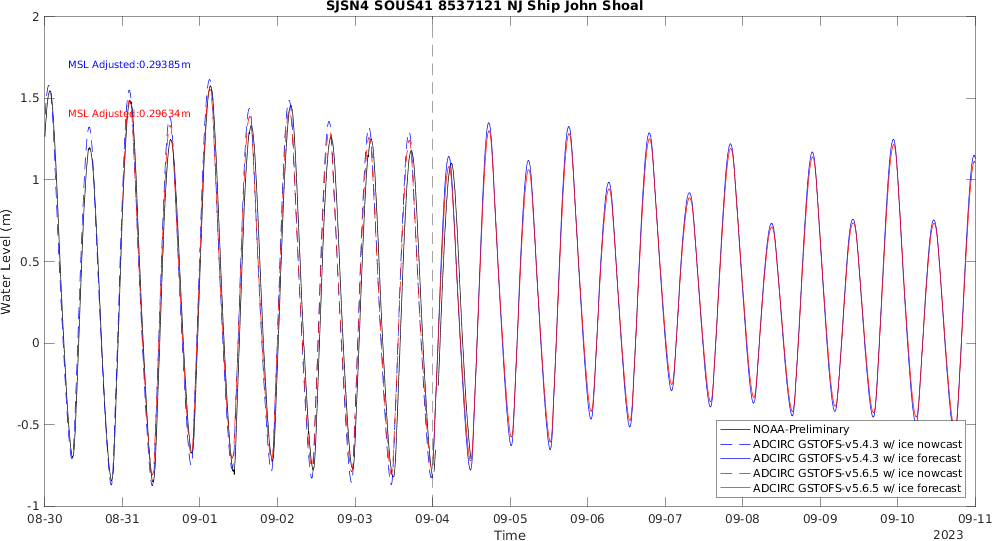 SJSN4 SOUS41 8537121 NJ Ship John Shoal
2
1.5
1
0.5
0
-0.5
-1
Water Level (m)
MSL Adjusted:0.29385m
MSL Adjusted:0.29634m
NOAA-Preliminary
ADCIRC GSTOFS-v5.4.3 w/ ice nowcast
ADCIRC GSTOFS-v5.4.3 w/ ice forecast
ADCIRC GSTOFS-v5.6.5 w/ ice nowcast
ADCIRC GSTOFS-v5.6.5 w/ ice forecast
08-30 08-31 09-01 09-02 09-03 09-04 09-05 09-06 09-07 09-08 09-09 09-10 09-11
Time
2023